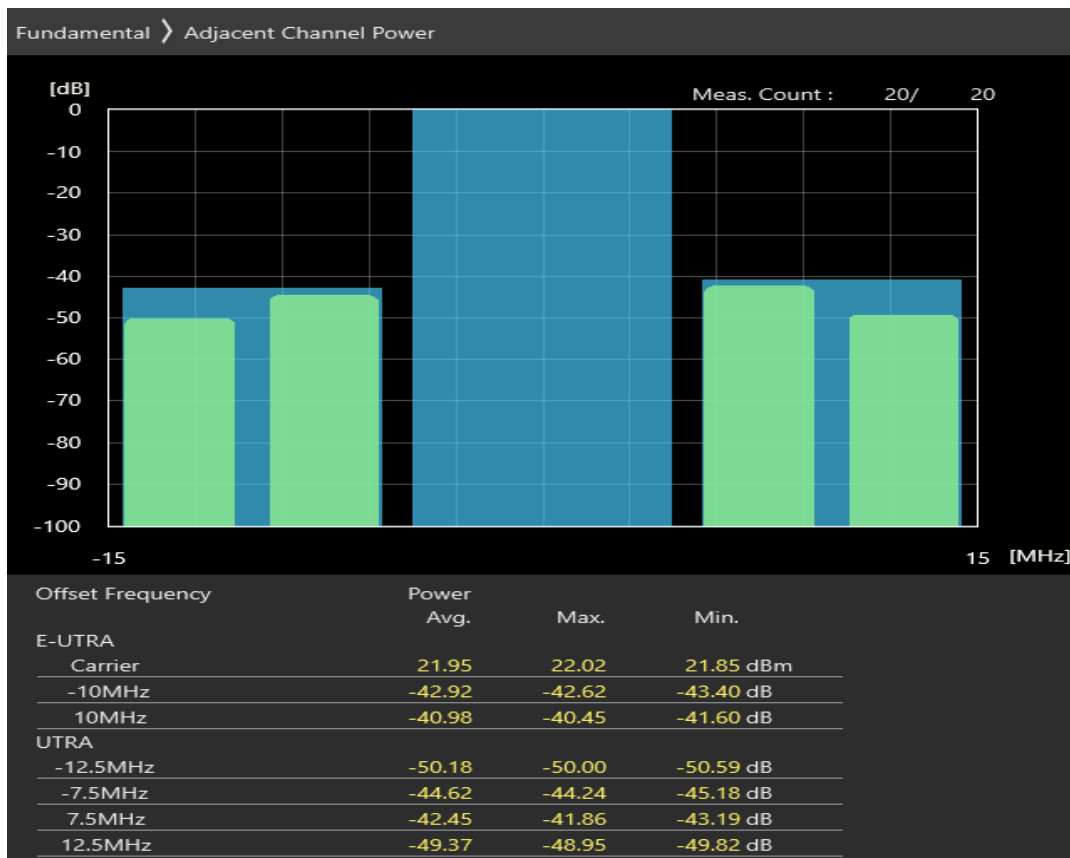 Fundamental 〉 Adjacent Channel Power
[dB]
Meas. Count : 20/ 20
0
-10
-20
-30
-40
-50
-60
-70
-80
-90
-100
-15 15 [MHz]
Offset Frequency Power
Avg. Max. Min.
E-UTRA
Carrier 21.95 22.02 21.85 dBm
-10MHz -42.92 -42.62 -43.40 dB
10MHz -40.98 -40.45 -41.60 dB
UTRA
-12.5MHz -50.18 -50.00 -50.59 dB
-7.5MHz -44.62 -44.24 -45.18 dB
7.5MHz -42.45 -41.86 -43.19 dB
12.5MHz -49.37 -48.95 -49.82 dB